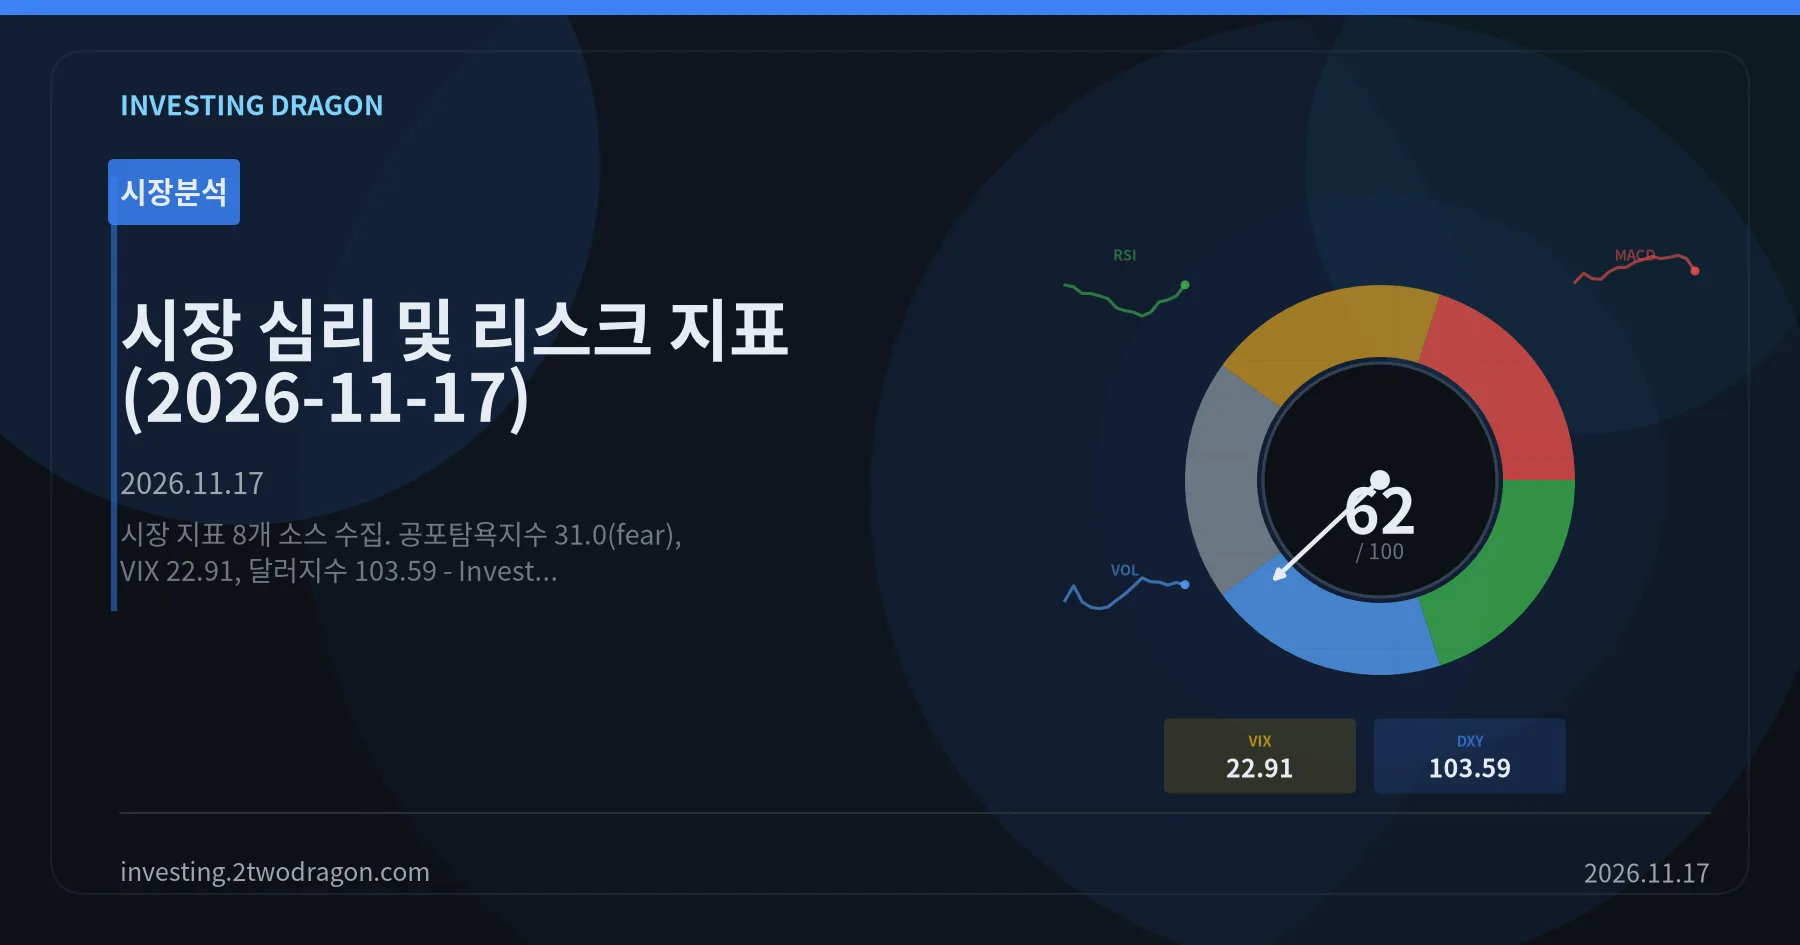 INVESTING DRAGON
시장분석
시장 심리 및 리스크 지표
(2026-11-17)
2026.11.17
시장 지표 8개 소스 수집. 공포탐욕지수 31.0(fear),
VIX 22.91, 달러지수 103.59 - Invest...
RSI
MACD
62
/ 100
VOL
VIX
22.91
DXY
103.59
investing.2twodragon.com
2026.11.17